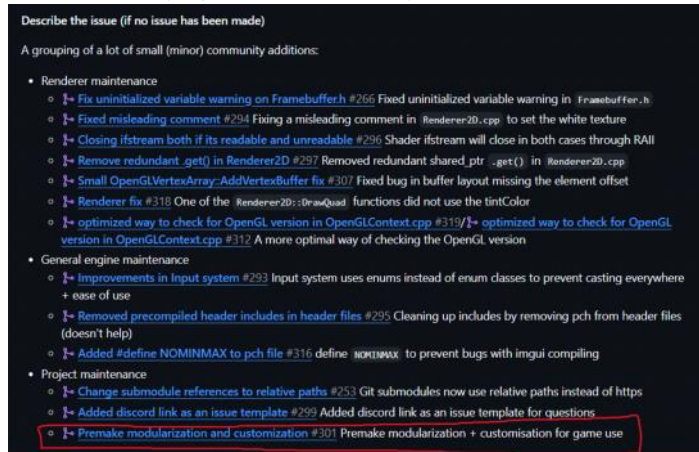 Describe the issue (if no issue has been made)
A grouping of a lot of small (minor) community additions:
• Renderer maintenance
Fix uninitialized variable warning on Framebuffer.h #266 Fixed uninitialized variable warning in Framebuffer.h
Fixed misleading comment #294 Fixing a misleading comment in Renderer2D.cpp to set the white texture
Closing ifstream both if its readable and unreadable #296 Shader ifstream will close in both cases through RAII
Remove redundant .get() in Renderer2D #297 Removed redundant shared_ptr .get() in Renderer2D.cpp
Small OpenGLVertexArray::AddVertexBuffer fix #307 Fixed bug in buffer layout missing the element offset
Renderer fix #318 One of the Renderer2D::DrawQuad functions did not use the tintColor
optimized way to check for OpenGL version in OpenGLContext.cpp #319/ optimized way to check for OpenGL
version in OpenGLContext.cpp #312 A more optimal way of checking the OpenGL version
• General engine maintenance
Improvements in Input system #293 Input system uses enums instead of enum classes to prevent casting everywhere
+ ease of use
Removed precompiled header includes in header files #295 Cleaning up includes by removing pch from header files
(doesn't help)
Added #define NOMINMAX to pch file #316 define NOMINMAX to prevent bugs with imgui compiling
• Project maintenance
Change submodule references to relative paths #253 Git submodules now use relative paths instead of https
Added discord link as an issue template #299 Added discord link as an issue template for questions
Premake modularization and customization #301 Premake modularization + customisation for game use